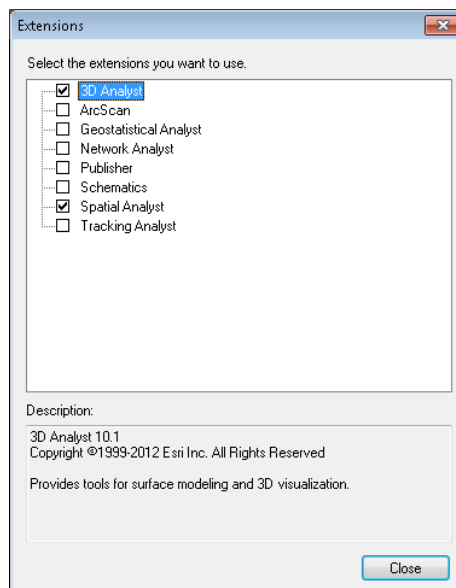 Extensions
Select the extensions you want to use.
3D Analyst
ArcScan
Geostatistical Analyst
Network Analyst
Publisher
Schematics
Spatial Analyst
Tracking Analyst
Description:
3D Analyst 10.1
Copyright ©1999-2012 Esri Inc. All Rights Reserved
Provides tools for surface modeling and 3D visualization.
Close